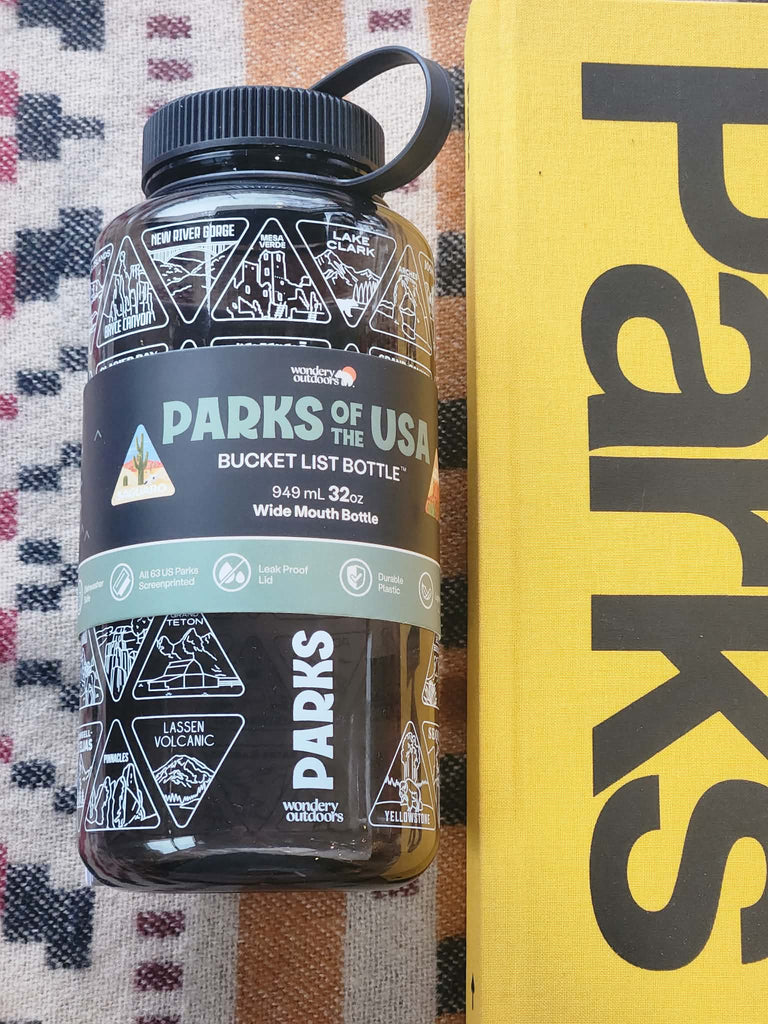 NEW RIVER GORGE
MESA
VERDE
LAKE
CLARK
BRYCE CANYON
wondery
outdoors
PARKS OF THE USA
BUCKET LIST BOTTLE™
949 mL 32oz
Wide Mouth Bottle
SAGUARO
All 63 US Parks
Screenprinted
Leak Proof
Lid
Durable
Plastic
GRAND
TETON
LASSEN
VOLCANIC
PINNACLES
YELLOWSTONE
PARKS
wondery
outdoors
Parks